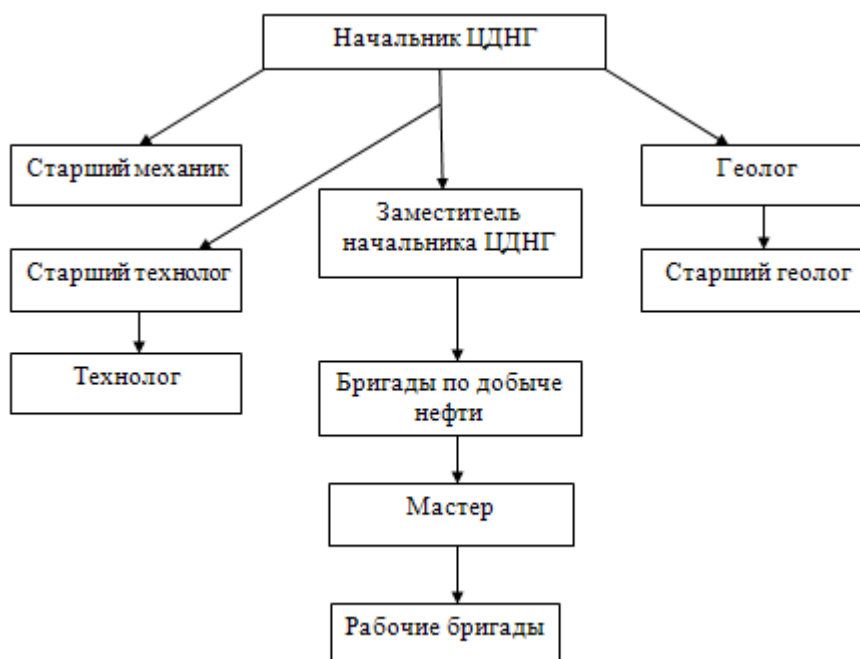 Начальник ЦДНГ
Старший механик
Геолог
Заместитель
начальника ЦДНГ
Старший технолог
Старший геолог
Технолог
Бригады по добыче
нефти
Мастер
Рабочие бригады